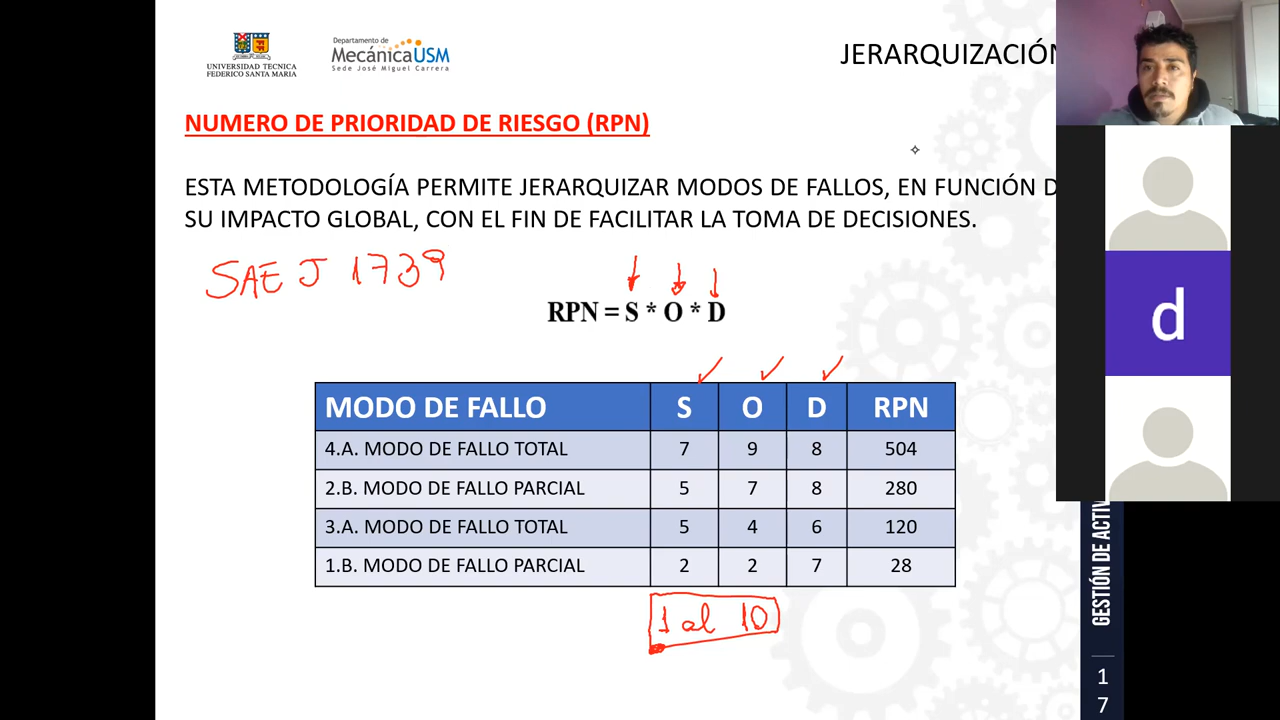 UNIVERSIDAD TECNICA
FEDERICO SANTA MARIA
Departamento de
MecánicaUSM
Sede José Miguel Carrera
JERARQUIZACIÓN
NUMERO DE PRIORIDAD DE RIESGO (RPN)
ESTA METODOLOGÍA PERMITE JERARQUIZAR MODOS DE FALLOS, EN FUNCIÓN D
SU IMPACTO GLOBAL, CON EL FIN DE FACILITAR LA TOMA DE DECISIONES.
SAE J 1739
RPN = S * O * D
MODO DE FALLO S O D RPN
4.A. MODO DE FALLO TOTAL 7 9 8 504
2.B. MODO DE FALLO PARCIAL 5 7 8 280
3.A. MODO DE FALLO TOTAL 5 4 6 120
1.B. MODO DE FALLO PARCIAL 2 2 7 28
1 al 10
d
GESTIÓN DE ACTIV
1
7